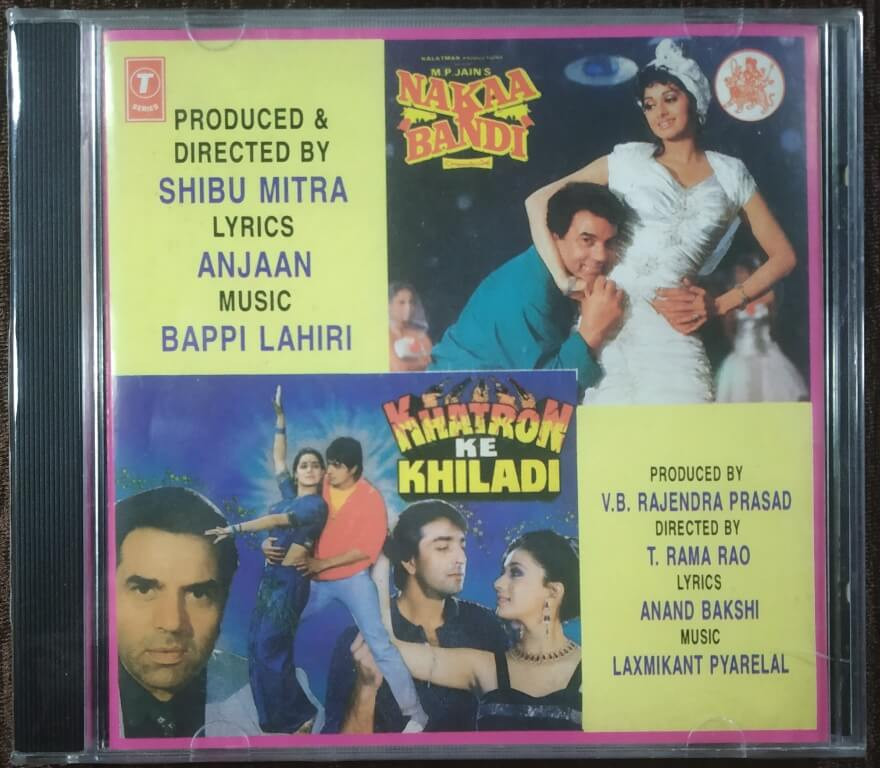 T
SERIES
PRODUCED &
DIRECTED BY
SHIBU MITRA
LYRICS
ANJAAN
MUSIC
BAPPI LAHIRI
M.P. JAIN'S
NAKAA
BANDI
KHATRON
KE
KHILADI
PRODUCED BY
V.B. RAJENDRA PRASAD
DIRECTED BY
T. RAMA RAO
LYRICS
ANAND BAKSHI
MUSIC
LAXMIKANT PYARELAL